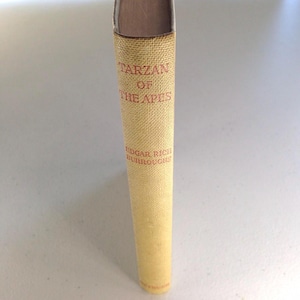 TARZAN
OF
THE APES
EDGAR RICE
BURROUGHS